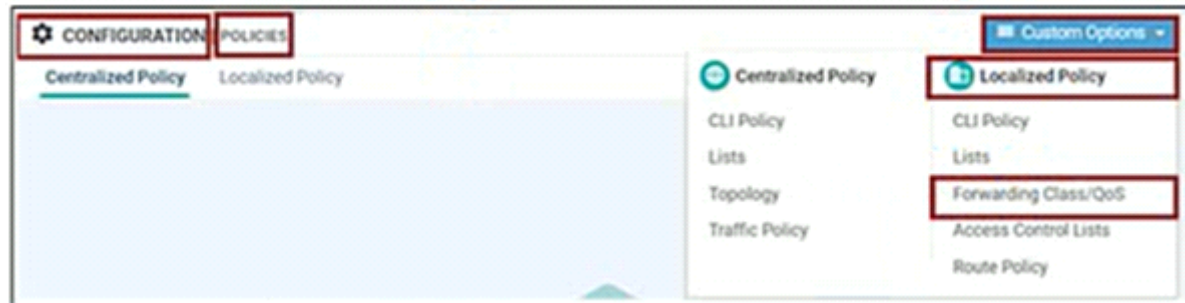 CONFIGURATION POLICIES Custom Options
Centralized Policy Localized Policy
Centralized Policy Localized Policy
CLI Policy CLI Policy
Lists Lists
Topology Forwarding Class/QoS
Traffic Policy Access Control Lists
Route Policy